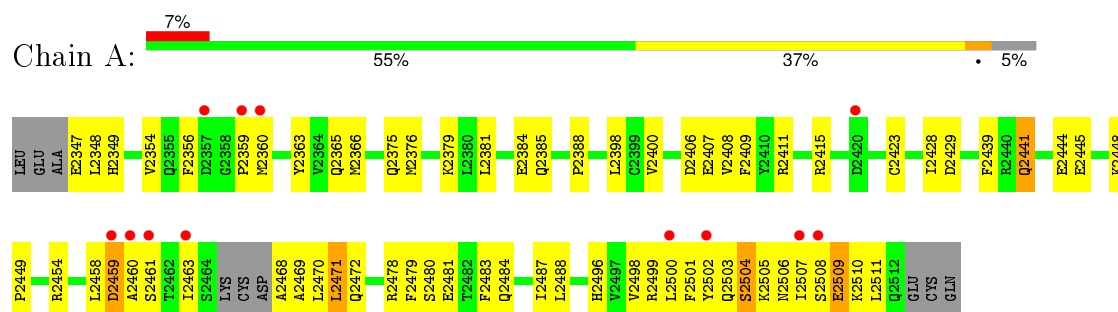 7%
Chain A:
55% 37% • 5%
LEU GLU ALA E2347 L2348 H2349 V2354 Q2355 F2356 D2357 G2358 P2359 M2360 Y2363 V2364 Q2365 M2366 Q2375 M2376 K2379 L2380 L2381 E2384 Q2385 P2388 L2398 C2399 V2400 D2406 E2407 V2408 F2409 Y2410 R2411 R2415 D2420 C2423 I2428 D2429 F2439 R2440 Q2441 E2444 E2445 K2448
P2449 R2454 L2458 D2459 A2460 S2461 T2462 I2463 S2464 LYS CYS ASP A2468 A2469 L2470 L2471 Q2472 R2478 F2479 S2480 E2481 T2482 F2483 Q2484 I2487 L2488 H2496 V2497 V2498 R2499 L2500 F2501 Y2502 Q2503 S2504 K2505 N2506 I2507 S2508 E2509 K2510 L2511 Q2512 GLU CYS GLN